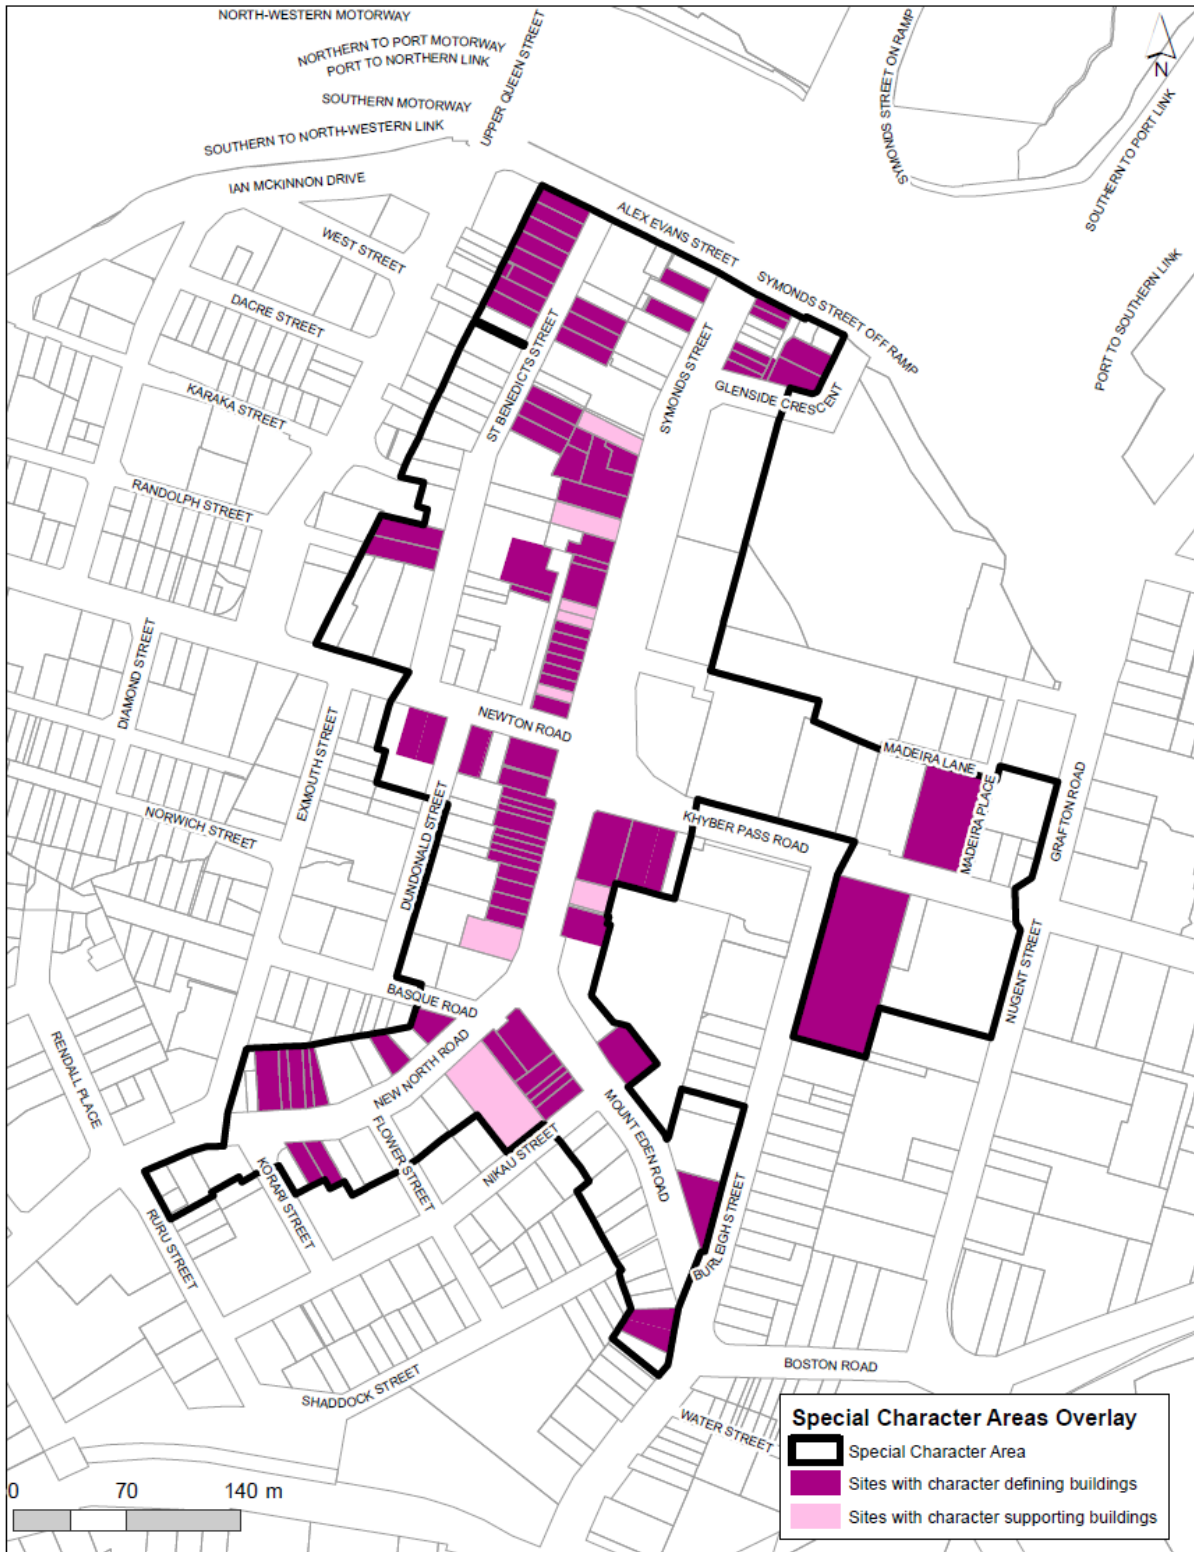 NORTH-WESTERN MOTORWAY
NORTHERN TO PORT MOTORWAY
PORT TO NORTHERN LINK
SOUTHERN MOTORWAY
SOUTHERN TO NORTH-WESTERN LINK
IAN MCKINNON DRIVE
UPPER QUEEN STREET
SYMONDS STREET ON RAMP
N
SOUTHERN TO PORT LINK
WEST STREET
ALEX EVANS STREET
SYMONDS STREET OFF RAMP
PORT TO SOUTHERN LINK
DACRE STREET
KARAKA STREET
ST BENEDICTS STREET
SYMONDS STREET
GLENSIDE CRESCENT
RANDOLPH STREET
DIAMOND STREET
EXMOUTH STREET
NEWTON ROAD
MADEIRA LANE
MADEIRA PLACE
GRAFTON ROAD
NORWICH STREET
DUNDONALD STREET
KHYBER PASS ROAD
NUGENT STREET
BASQUE ROAD
RENDALL PLACE
NEW NORTH ROAD
FLOWER STREET
NIKAU STREET
MOUNT EDEN ROAD
KORARI STREET
RURU STREET
BURLEIGH STREET
SHADDOCK STREET
BOSTON ROAD
WATER STREET
0 70 140 m
Special Character Areas Overlay
Special Character Area
Sites with character defining buildings
Sites with character supporting buildings